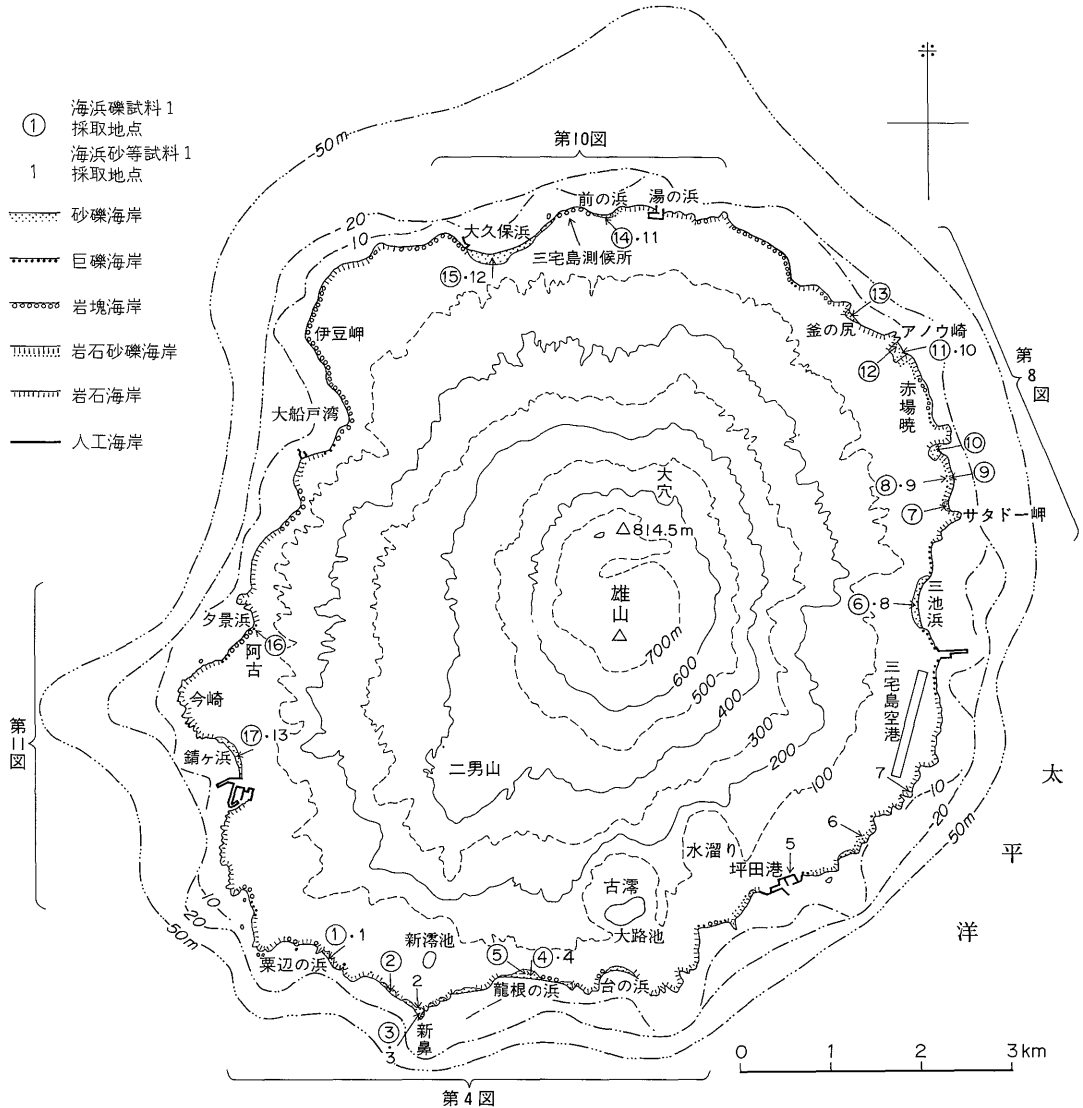 ① 海浜礫試料1
採取地点
1 海浜砂等試料1
採取地点
砂礫海岸
巨礫海岸
岩塊海岸
岩石砂礫海岸
岩石海岸
人工海岸
50m
第10図
20
10
前の浜
湯の浜
大久保浜
⑭・11
三宅島測候所
⑮・12
⑬
釜の尻
アノウ崎
⑪・10
⑫
第8図
伊豆岬
赤場暁
大船戸湾
⑩
大穴
⑧・9
⑨
⑦
サタドー岬
△814.5m
雄山
△
三池浜
⑥・8
夕景浜
⑯
阿古
700m
600
500
400
300
200
100
三宅島空港
今崎
第11図
⑰・13
錆ヶ浜
二男山
太平洋
7
10
20
50m
6
水溜り
5
坪田港
古澪
大路池
10
20
50m
①・1
新澪池
粟辺の浜
②
2
⑤
④・4
龍根の浜
台の浜
③・3
新鼻
0 1 2 3km
第4図